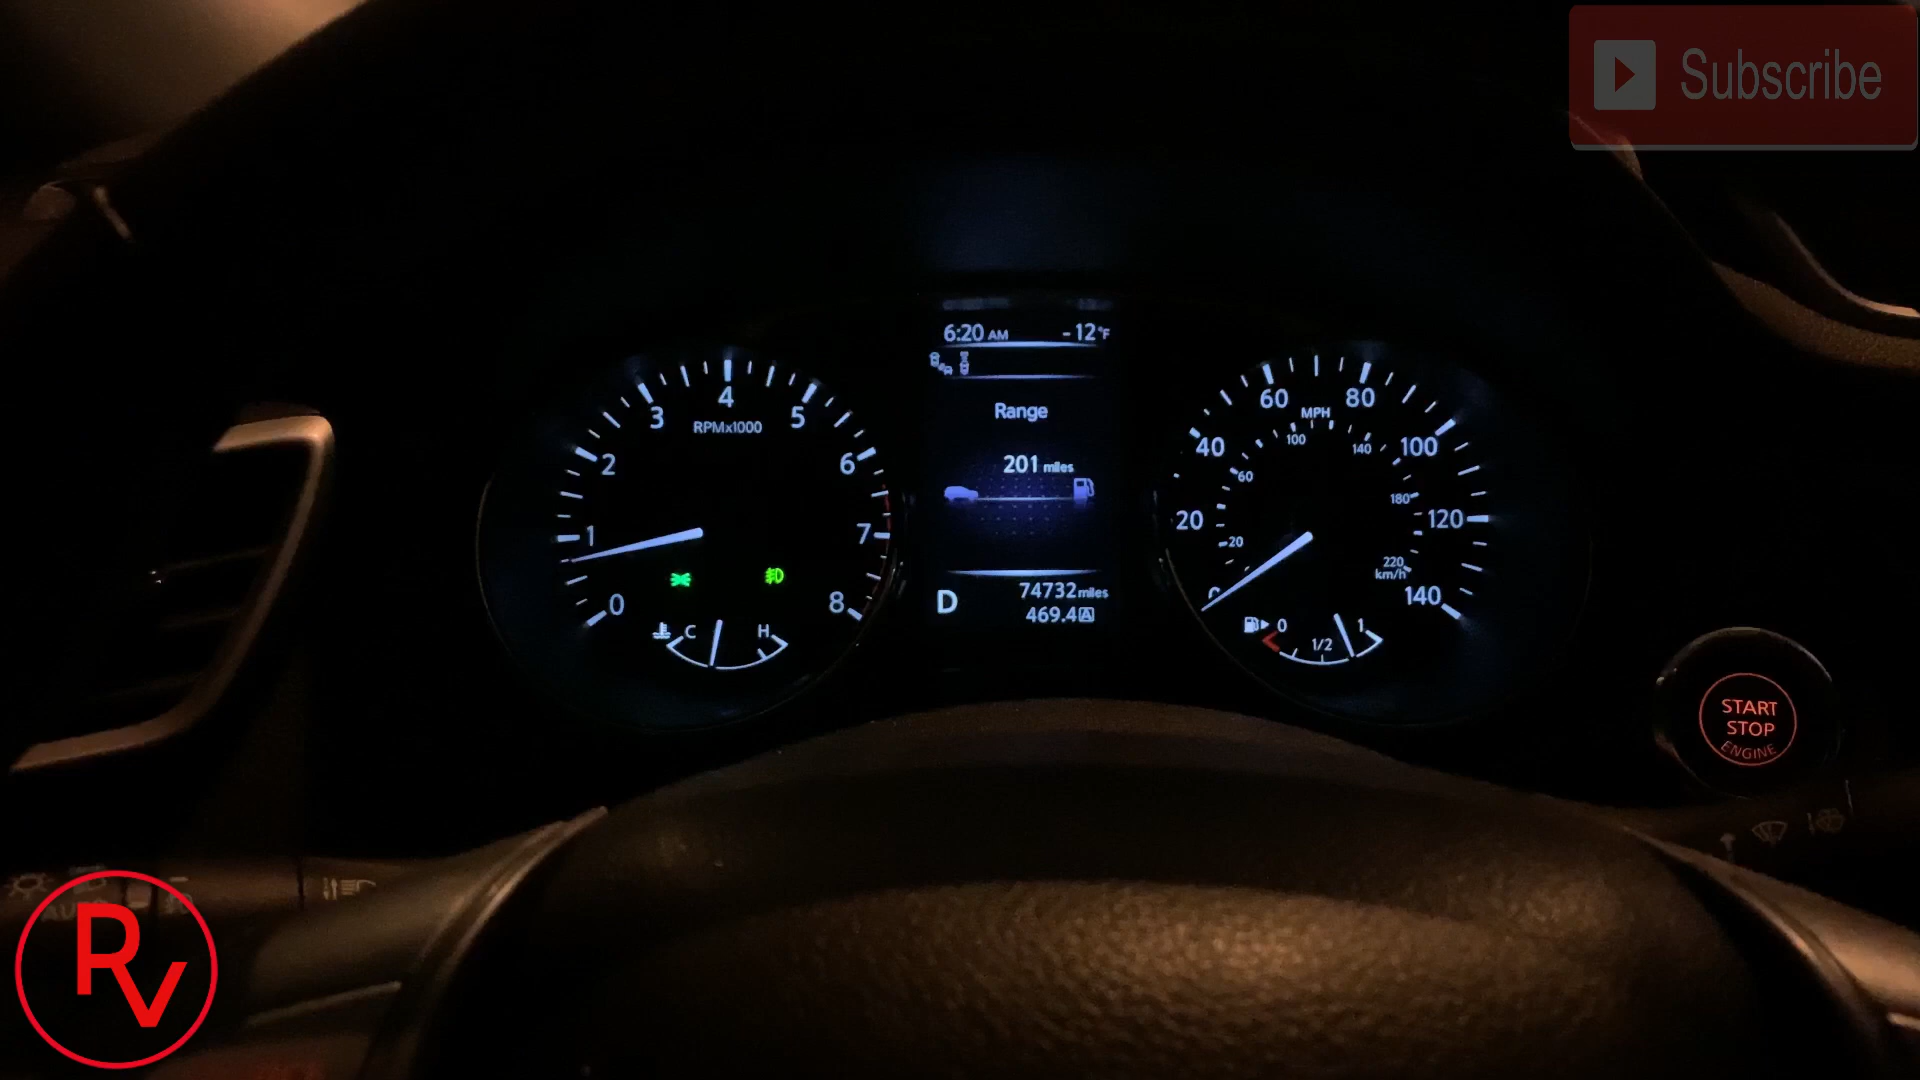 Subscribe
6:20 AM -12°F
Range
201 miles
D 74732 miles
469.4 A
0 1 2 3 4 5 6 7 8
RPMx1000
C H
0 20 40 60 80 100 120 140
MPH
20 60 100 140 180 220
km/h
0 1/2 1
START
STOP
ENGINE
RV